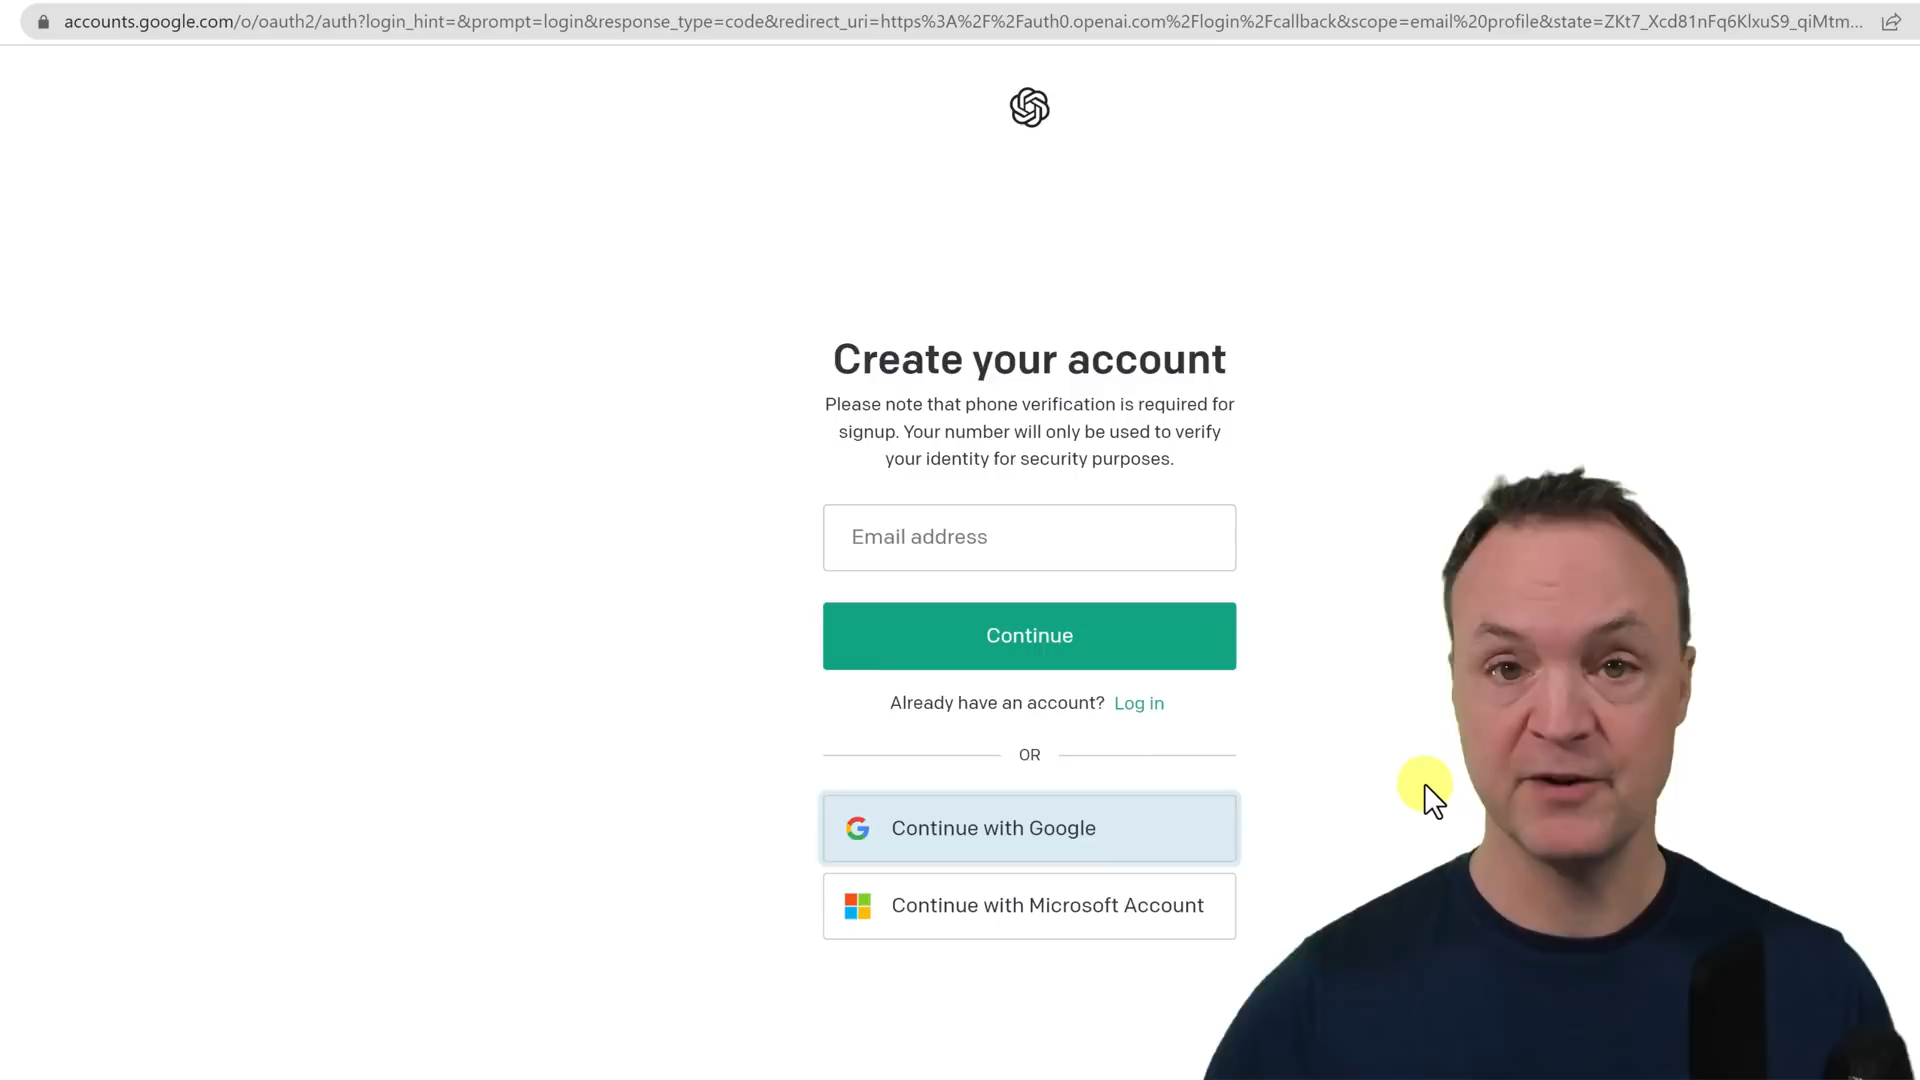 accounts.google.com/o/oauth2/auth?login_hint=&prompt=login&response_type=code&redirect_uri=https%3A%2F%2Fauth0.openai.com%2Flogin%2Fcallback&scope=email%20profile&state=ZKt7_Xcd81nFq6KlxuS9_qiMtm...
Create your account
Please note that phone verification is required for
signup. Your number will only be used to verify
your identity for security purposes.
Email address
Continue
Already have an account? Log in
OR
Continue with Google
Continue with Microsoft Account